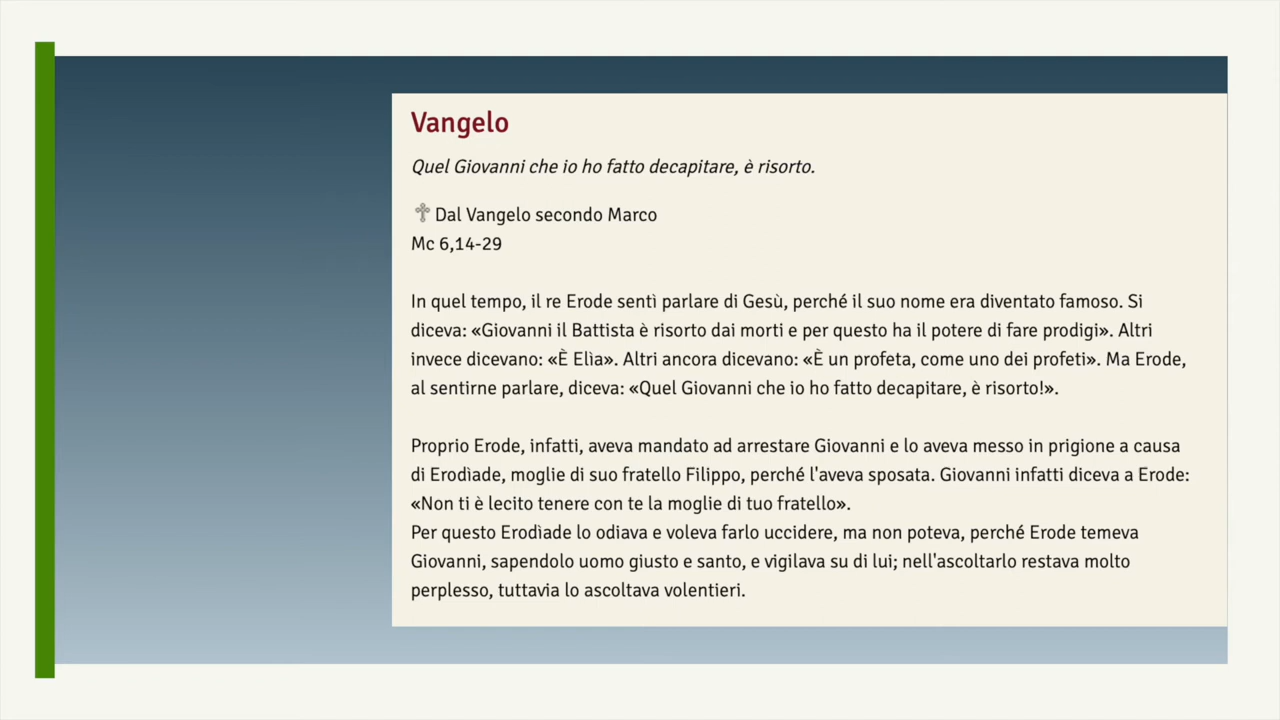 Vangelo
Quel Giovanni che io ho fatto decapitare, è risorto.
Dal Vangelo secondo Marco
Mc 6,14-29
In quel tempo, il re Erode sentì parlare di Gesù, perché il suo nome era diventato famoso. Si
diceva: «Giovanni il Battista è risorto dai morti e per questo ha il potere di fare prodigi». Altri
invece dicevano: «È Elìa». Altri ancora dicevano: «È un profeta, come uno dei profeti». Ma Erode,
al sentirne parlare, diceva: «Quel Giovanni che io ho fatto decapitare, è risorto!».
Proprio Erode, infatti, aveva mandato ad arrestare Giovanni e lo aveva messo in prigione a causa
di Erodìade, moglie di suo fratello Filippo, perché l'aveva sposata. Giovanni infatti diceva a Erode:
«Non ti è lecito tenere con te la moglie di tuo fratello».
Per questo Erodìade lo odiava e voleva farlo uccidere, ma non poteva, perché Erode temeva
Giovanni, sapendolo uomo giusto e santo, e vigilava su di lui; nell'ascoltarlo restava molto
perplesso, tuttavia lo ascoltava volentieri.